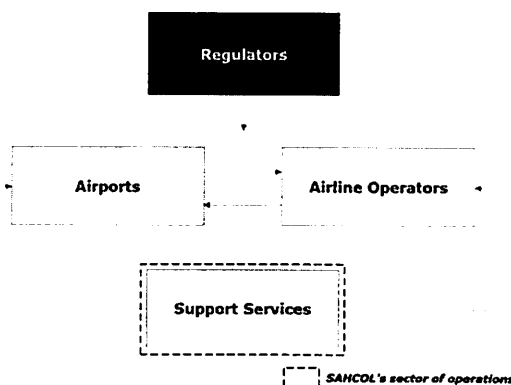 Regulators
Airports
Airline Operators
Support Services
SAHCOL's sector of operations